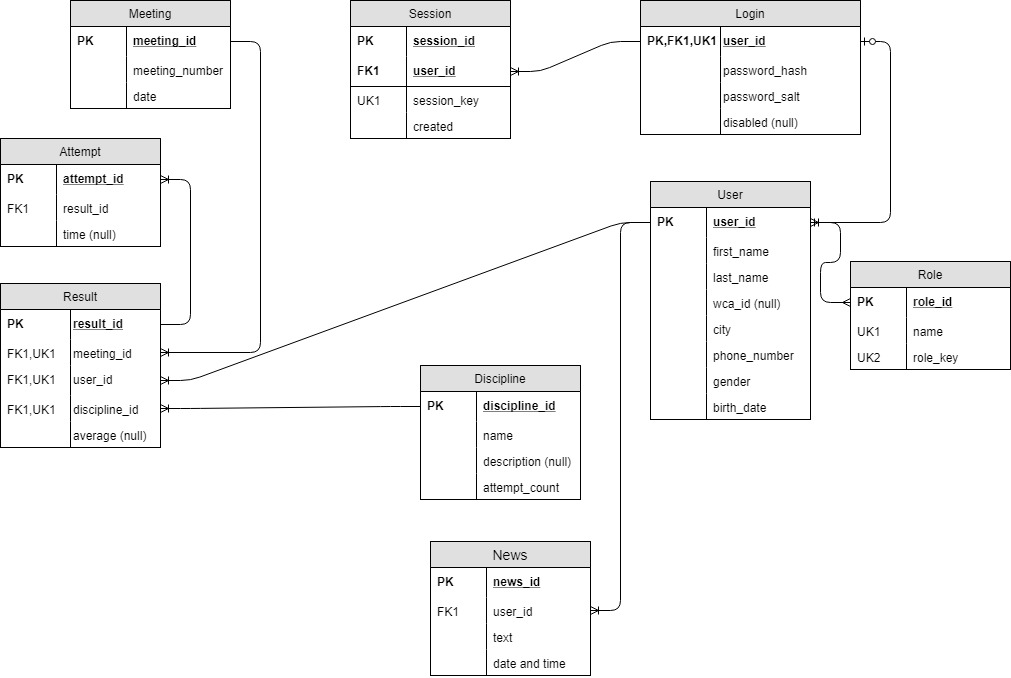 Meeting
PK meeting_id
meeting_number
date
Session
PK session_id
FK1 user_id
UK1 session_key
created
Login
PK,FK1,UK1 user_id
password_hash
password_salt
disabled (null)
Attempt
PK attempt_id
FK1 result_id
time (null)
User
PK user_id
first_name
last_name
wca_id (null)
city
phone_number
gender
birth_date
Role
PK role_id
UK1 name
UK2 role_key
Result
PK result_id
FK1,UK1 meeting_id
FK1,UK1 user_id
FK1,UK1 discipline_id
average (null)
Discipline
PK discipline_id
name
description (null)
attempt_count
News
PK news_id
FK1 user_id
text
date and time